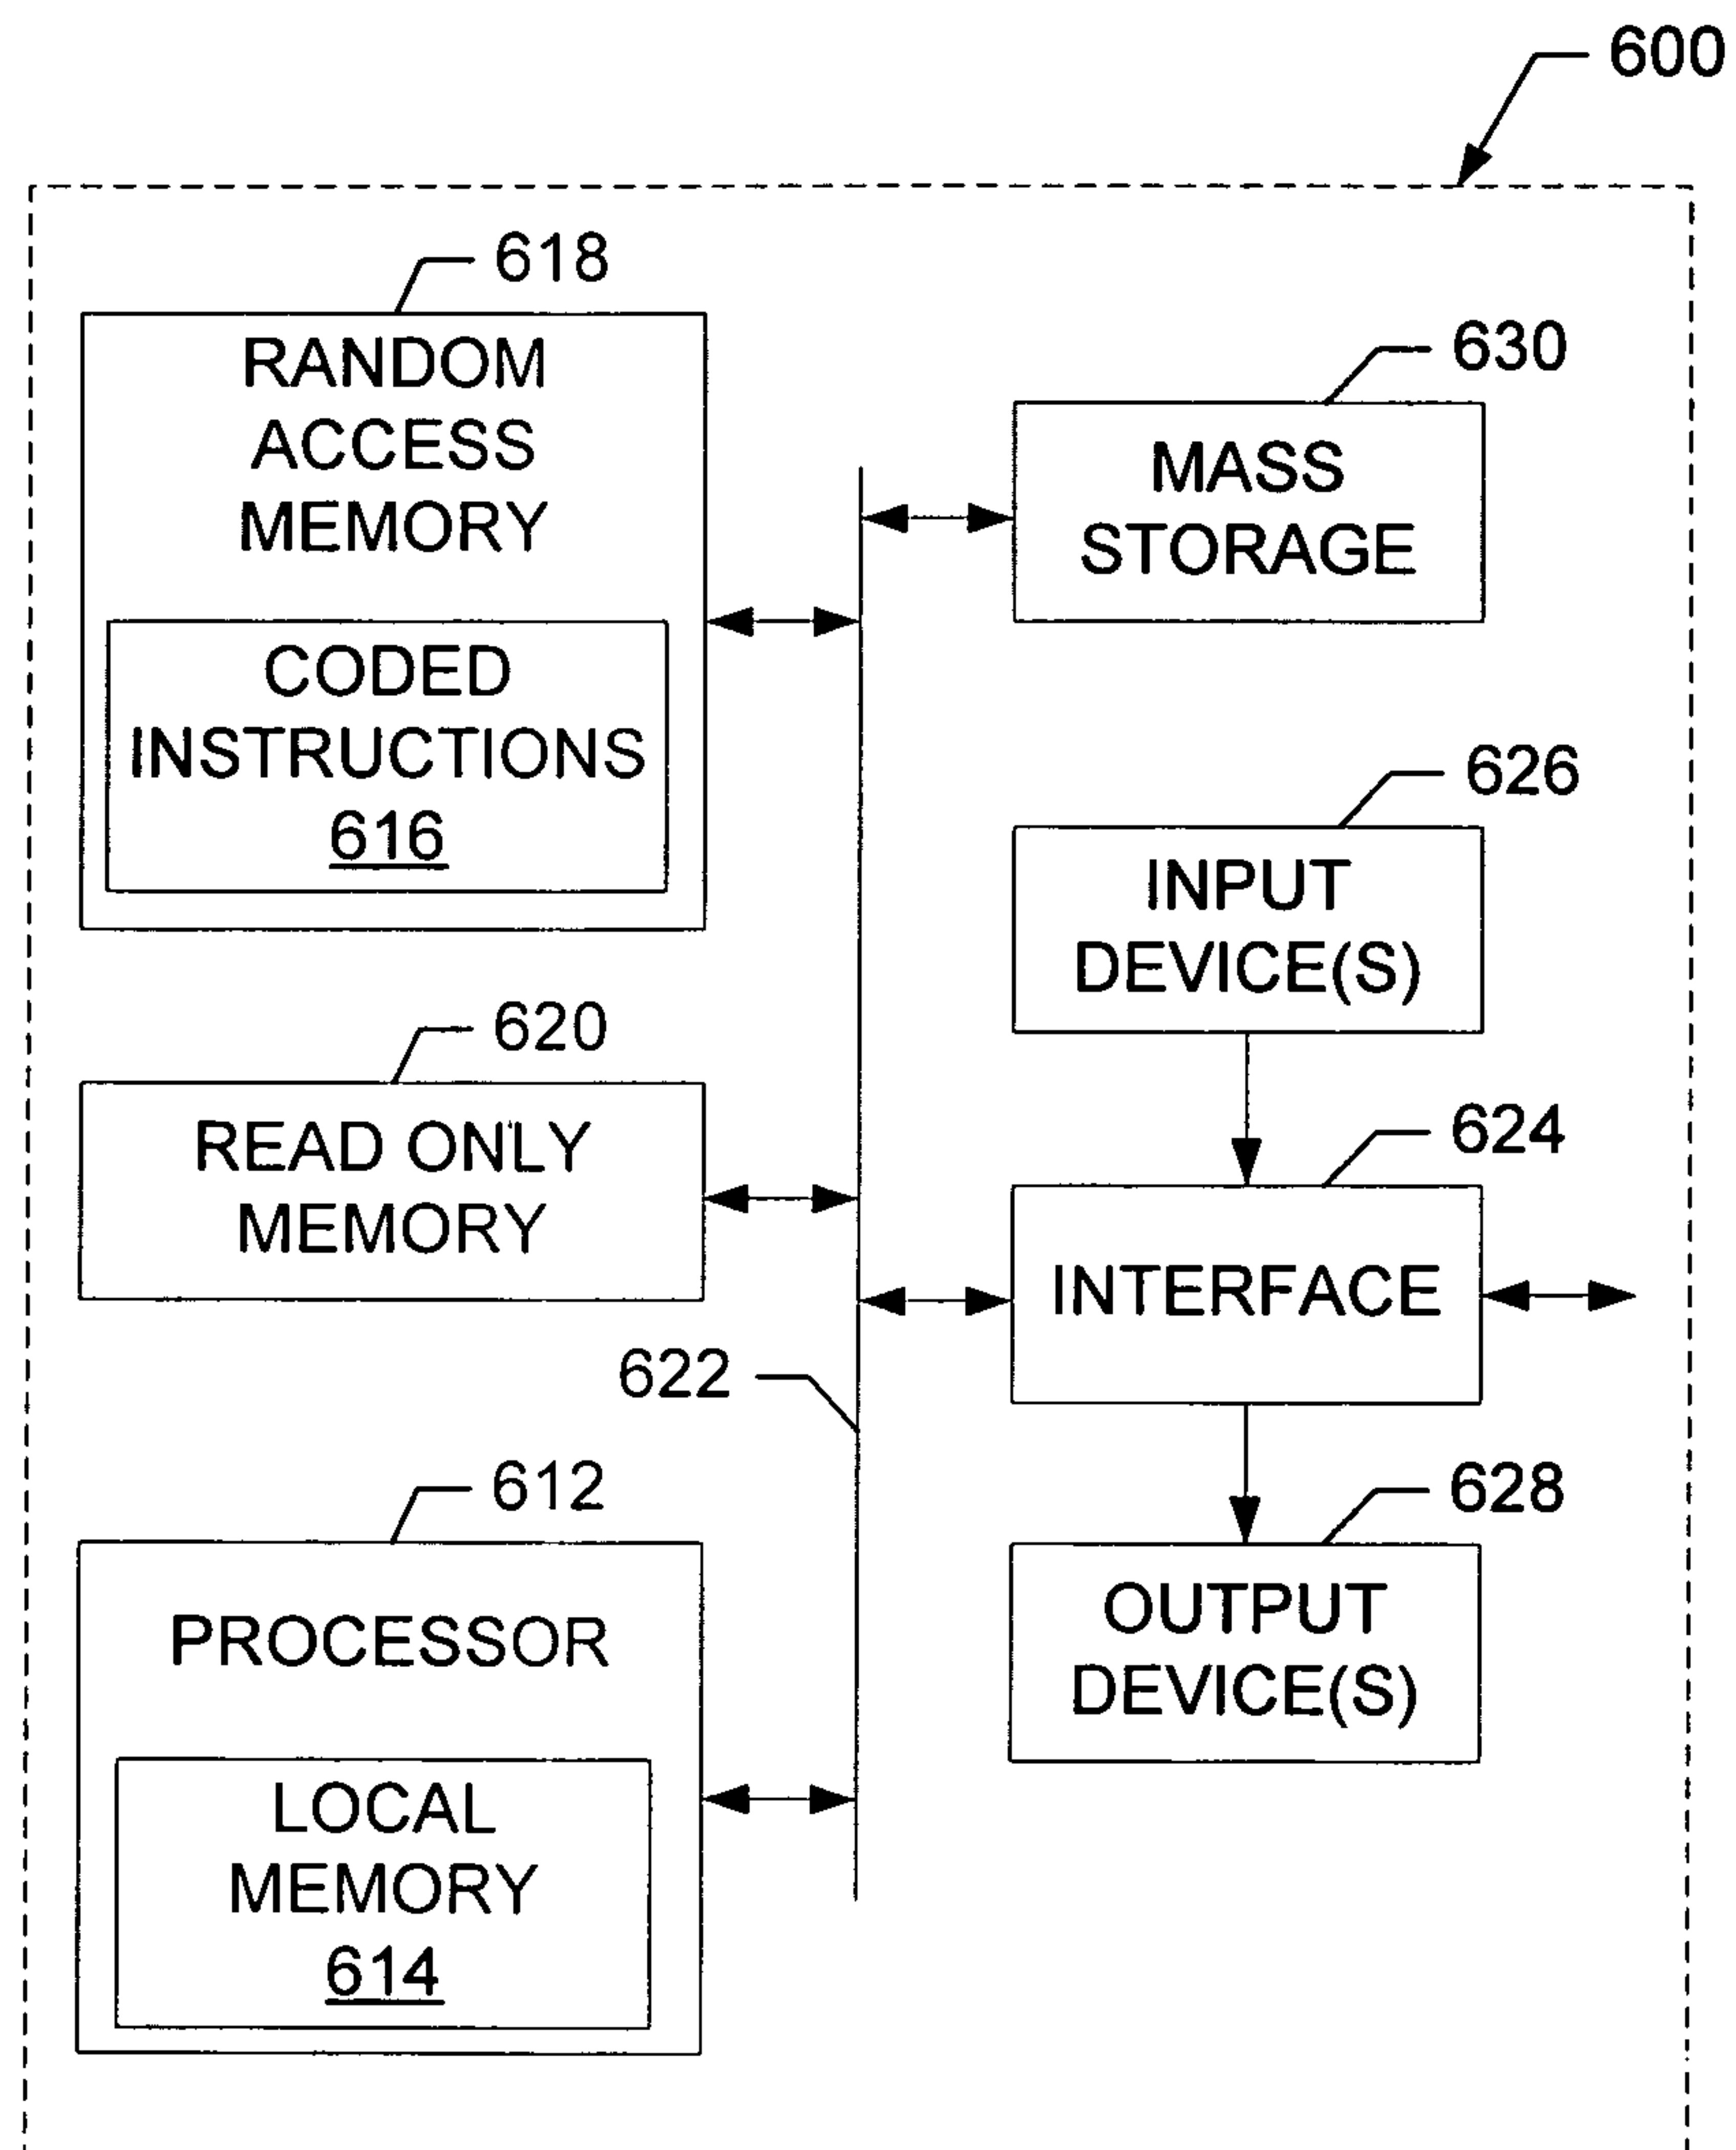 600
618
RANDOM
ACCESS
MEMORY
CODED
INSTRUCTIONS
616
630
MASS
STORAGE
626
INPUT
DEVICE(S)
620
READ ONLY
MEMORY
624
INTERFACE
622
612
PROCESSOR
LOCAL
MEMORY
614
628
OUTPUT
DEVICE(S)